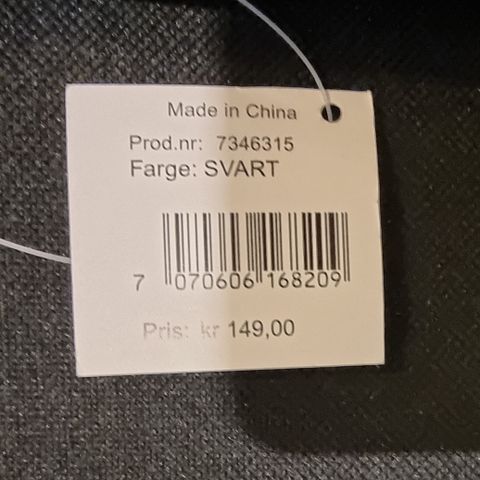 Made in China
Prod.nr: 7346315
Farge: SVART
7 070606 168209
Pris: kr 149,00